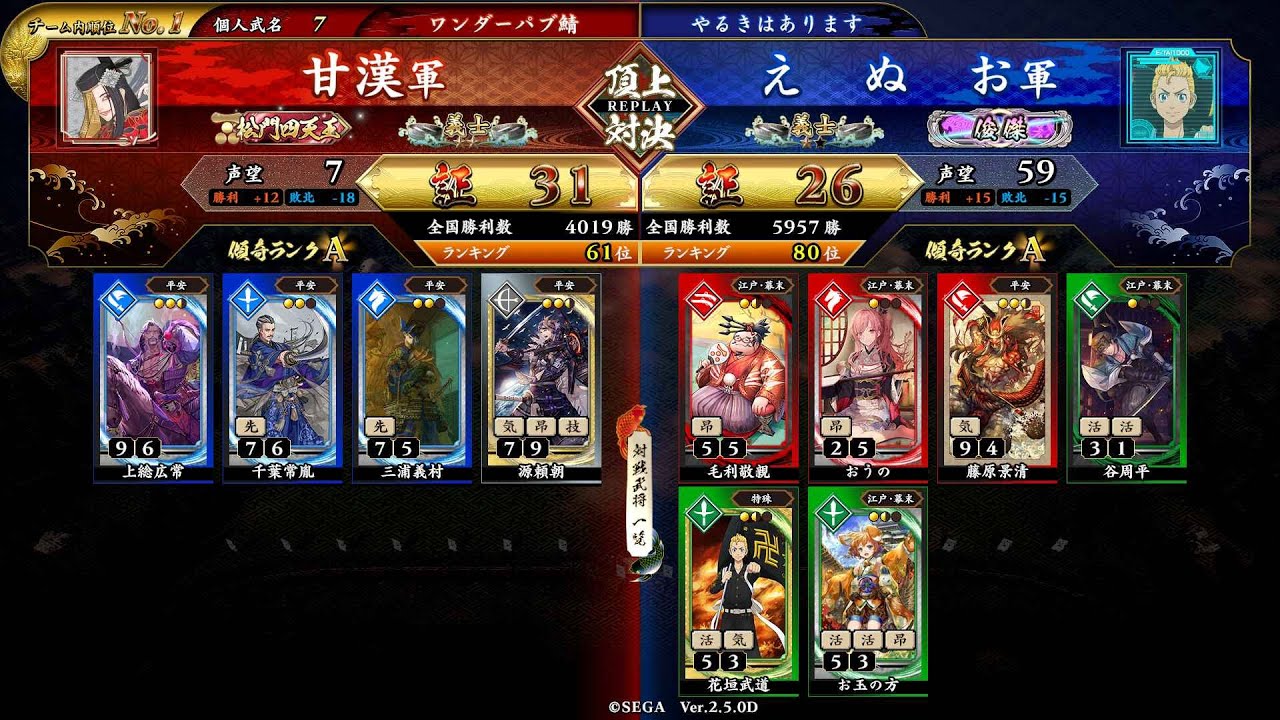 チーム内順位 No.1 個人武名 7 ワンダーパブ鯖
やるきはあります
甘漢軍
頂上
REPLAY
対決
えぬお軍
EXTAT000
松門四天王 義士
義士 俊傑
声望 7
勝利 +12 敗北 -18
証 31
証 26
声望 59
勝利 +15 敗北 -15
全国勝利数 4019勝
全国勝利数 5957勝
傾奇ランクA
ランキング 61位
ランキング 80位
傾奇ランクA
平安
9 6
上総広常
平安
先
7 6
千葉常胤
平安
先
7 5
三浦義村
平安
気 昂 技
7 9
源頼朝
対戦武将一覧
江戸・幕末
昂
5 5
毛利敬親
江戸・幕末
昂
2 5
おうの
平安
気
9 4
藤原景清
江戸・幕末
活 活
3 1
谷周平
特殊
卍
活 気
5 3
花垣武道
江戸・幕末
活 活 昂
5 3
お玉の方
©SEGA Ver.2.5.0D